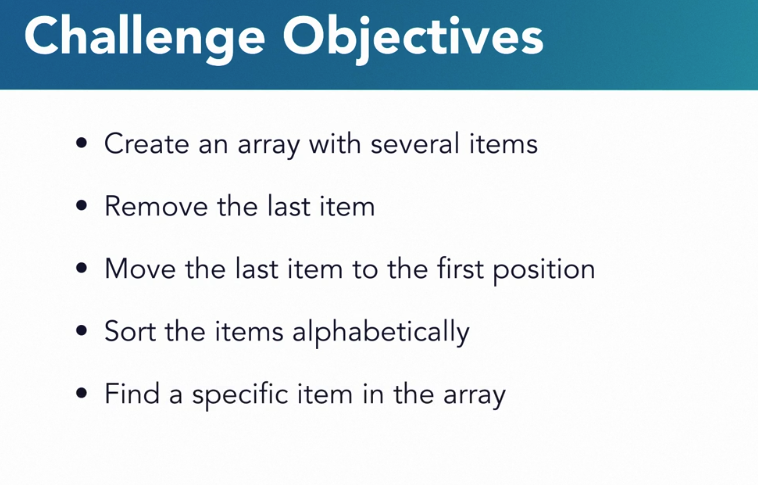 Challenge Objectives
• Create an array with several items
• Remove the last item
• Move the last item to the first position
• Sort the items alphabetically
• Find a specific item in the array